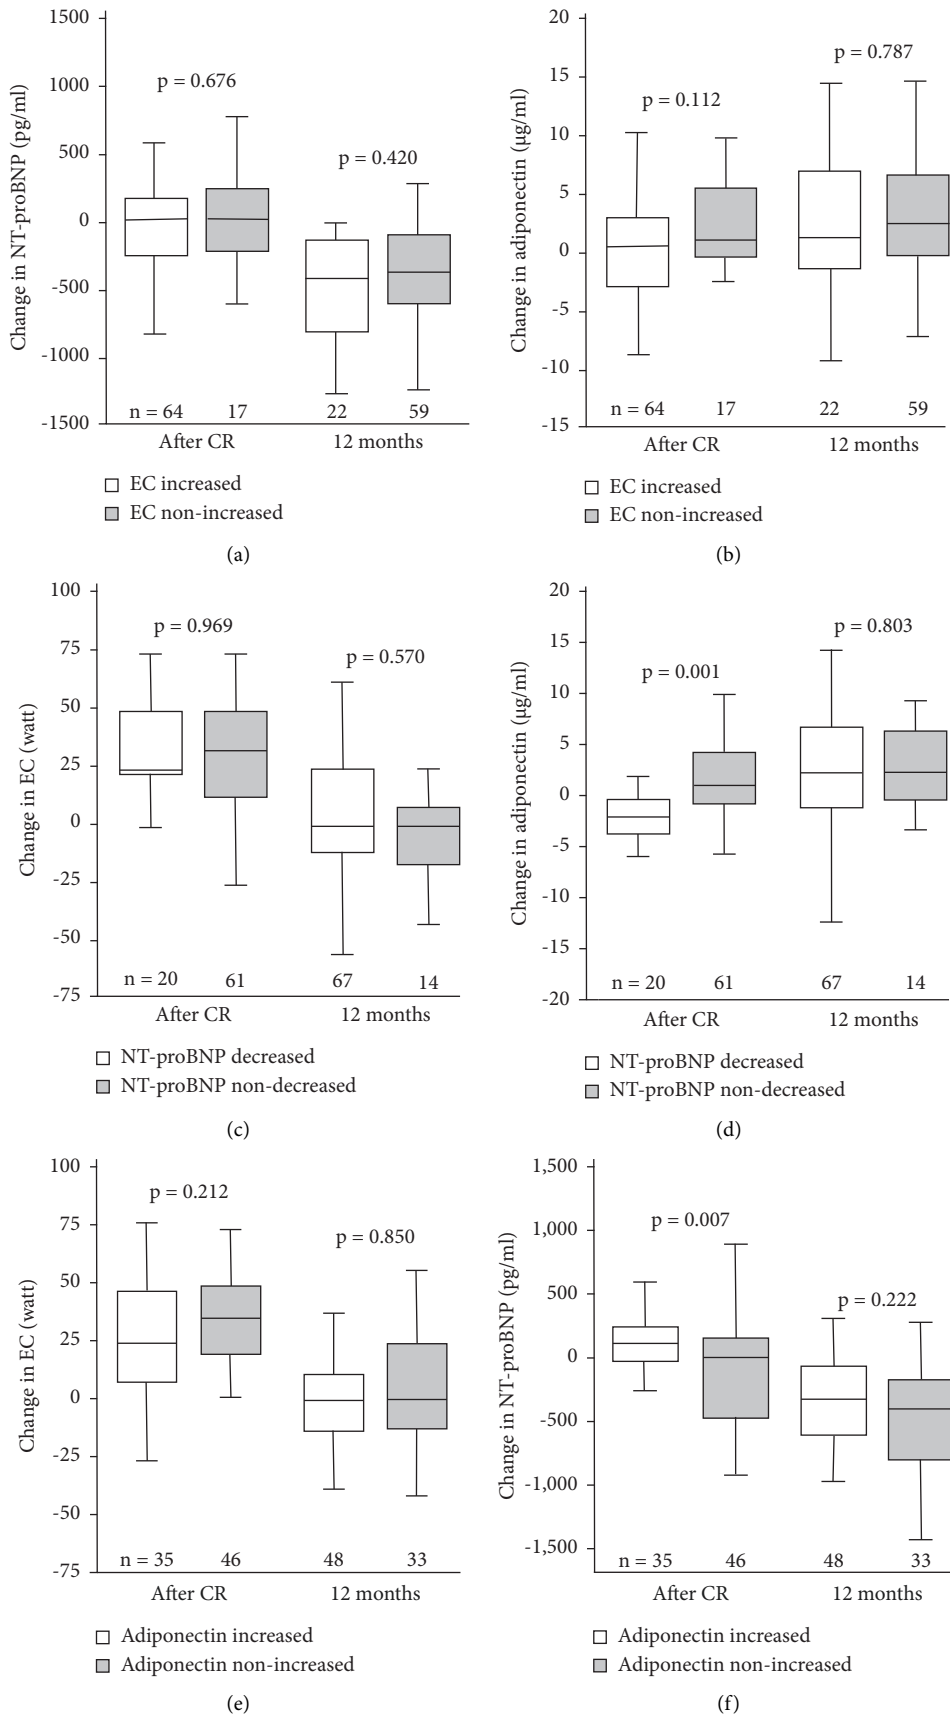 Change in NT-proBNP (pg/ml)
1500
1000
500
0
-500
-1000
-1500
p = 0.676
p = 0.420
n = 64 17 22 59
After CR 12 months
EC increased
EC non-increased
(a)
Change in adiponectin (µg/ml)
20
15
10
5
0
-5
-10
-15
p = 0.112
p = 0.787
n = 64 17 22 59
After CR 12 months
EC increased
EC non-increased
(b)
Change in EC (watt)
100
75
50
25
0
-25
-50
-75
p = 0.969
p = 0.570
n = 20 61 67 14
After CR 12 months
NT-proBNP decreased
NT-proBNP non-decreased
(c)
Change in adiponectin (µg/ml)
20
15
10
5
0
-5
-10
-15
-20
p = 0.001
p = 0.803
n = 20 61 67 14
After CR 12 months
NT-proBNP decreased
NT-proBNP non-decreased
(d)
Change in EC (watt)
100
75
50
25
0
-25
-50
-75
p = 0.212
p = 0.850
n = 35 46 48 33
After CR 12 months
Adiponectin increased
Adiponectin non-increased
(e)
Change in NT-proBNP (pg/ml)
1,500
1,000
500
0
-500
-1,000
-1,500
p = 0.007
p = 0.222
n = 35 46 48 33
After CR 12 months
Adiponectin increased
Adiponectin non-increased
(f)